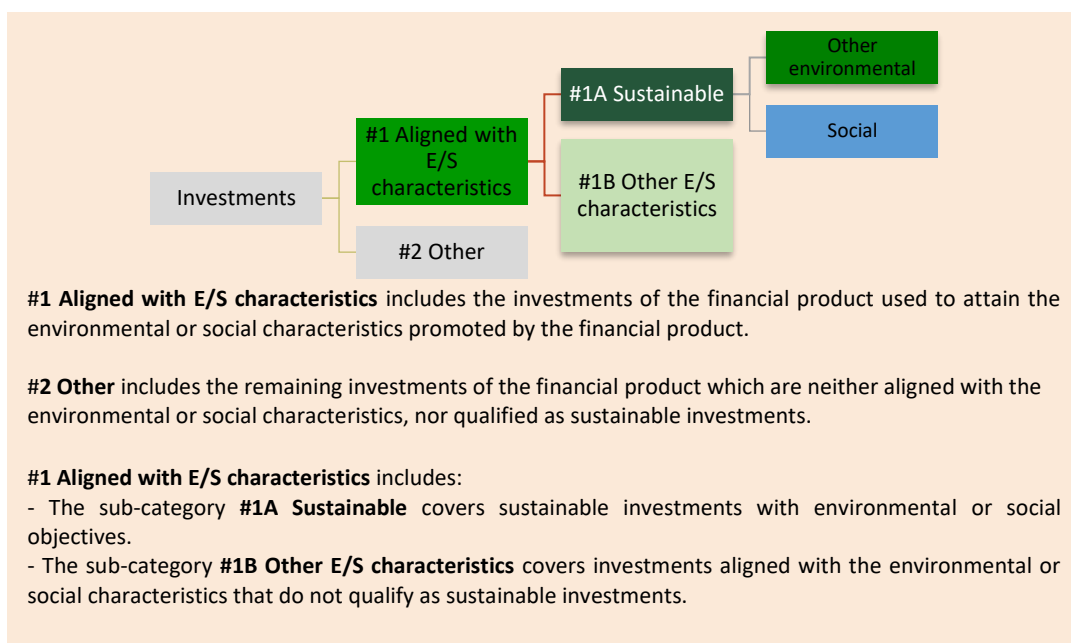 Other
environmental
#1A Sustainable
Social
#1 Aligned with
E/S
characteristics
#1B Other E/S
characteristics
Investments
#2 Other
#1 Aligned with E/S characteristics includes the investments of the financial product used to attain the
environmental or social characteristics promoted by the financial product.
#2 Other includes the remaining investments of the financial product which are neither aligned with the
environmental or social characteristics, nor qualified as sustainable investments.
#1 Aligned with E/S characteristics includes:
- The sub-category #1A Sustainable covers sustainable investments with environmental or social
objectives.
- The sub-category #1B Other E/S characteristics covers investments aligned with the environmental or
social characteristics that do not qualify as sustainable investments.